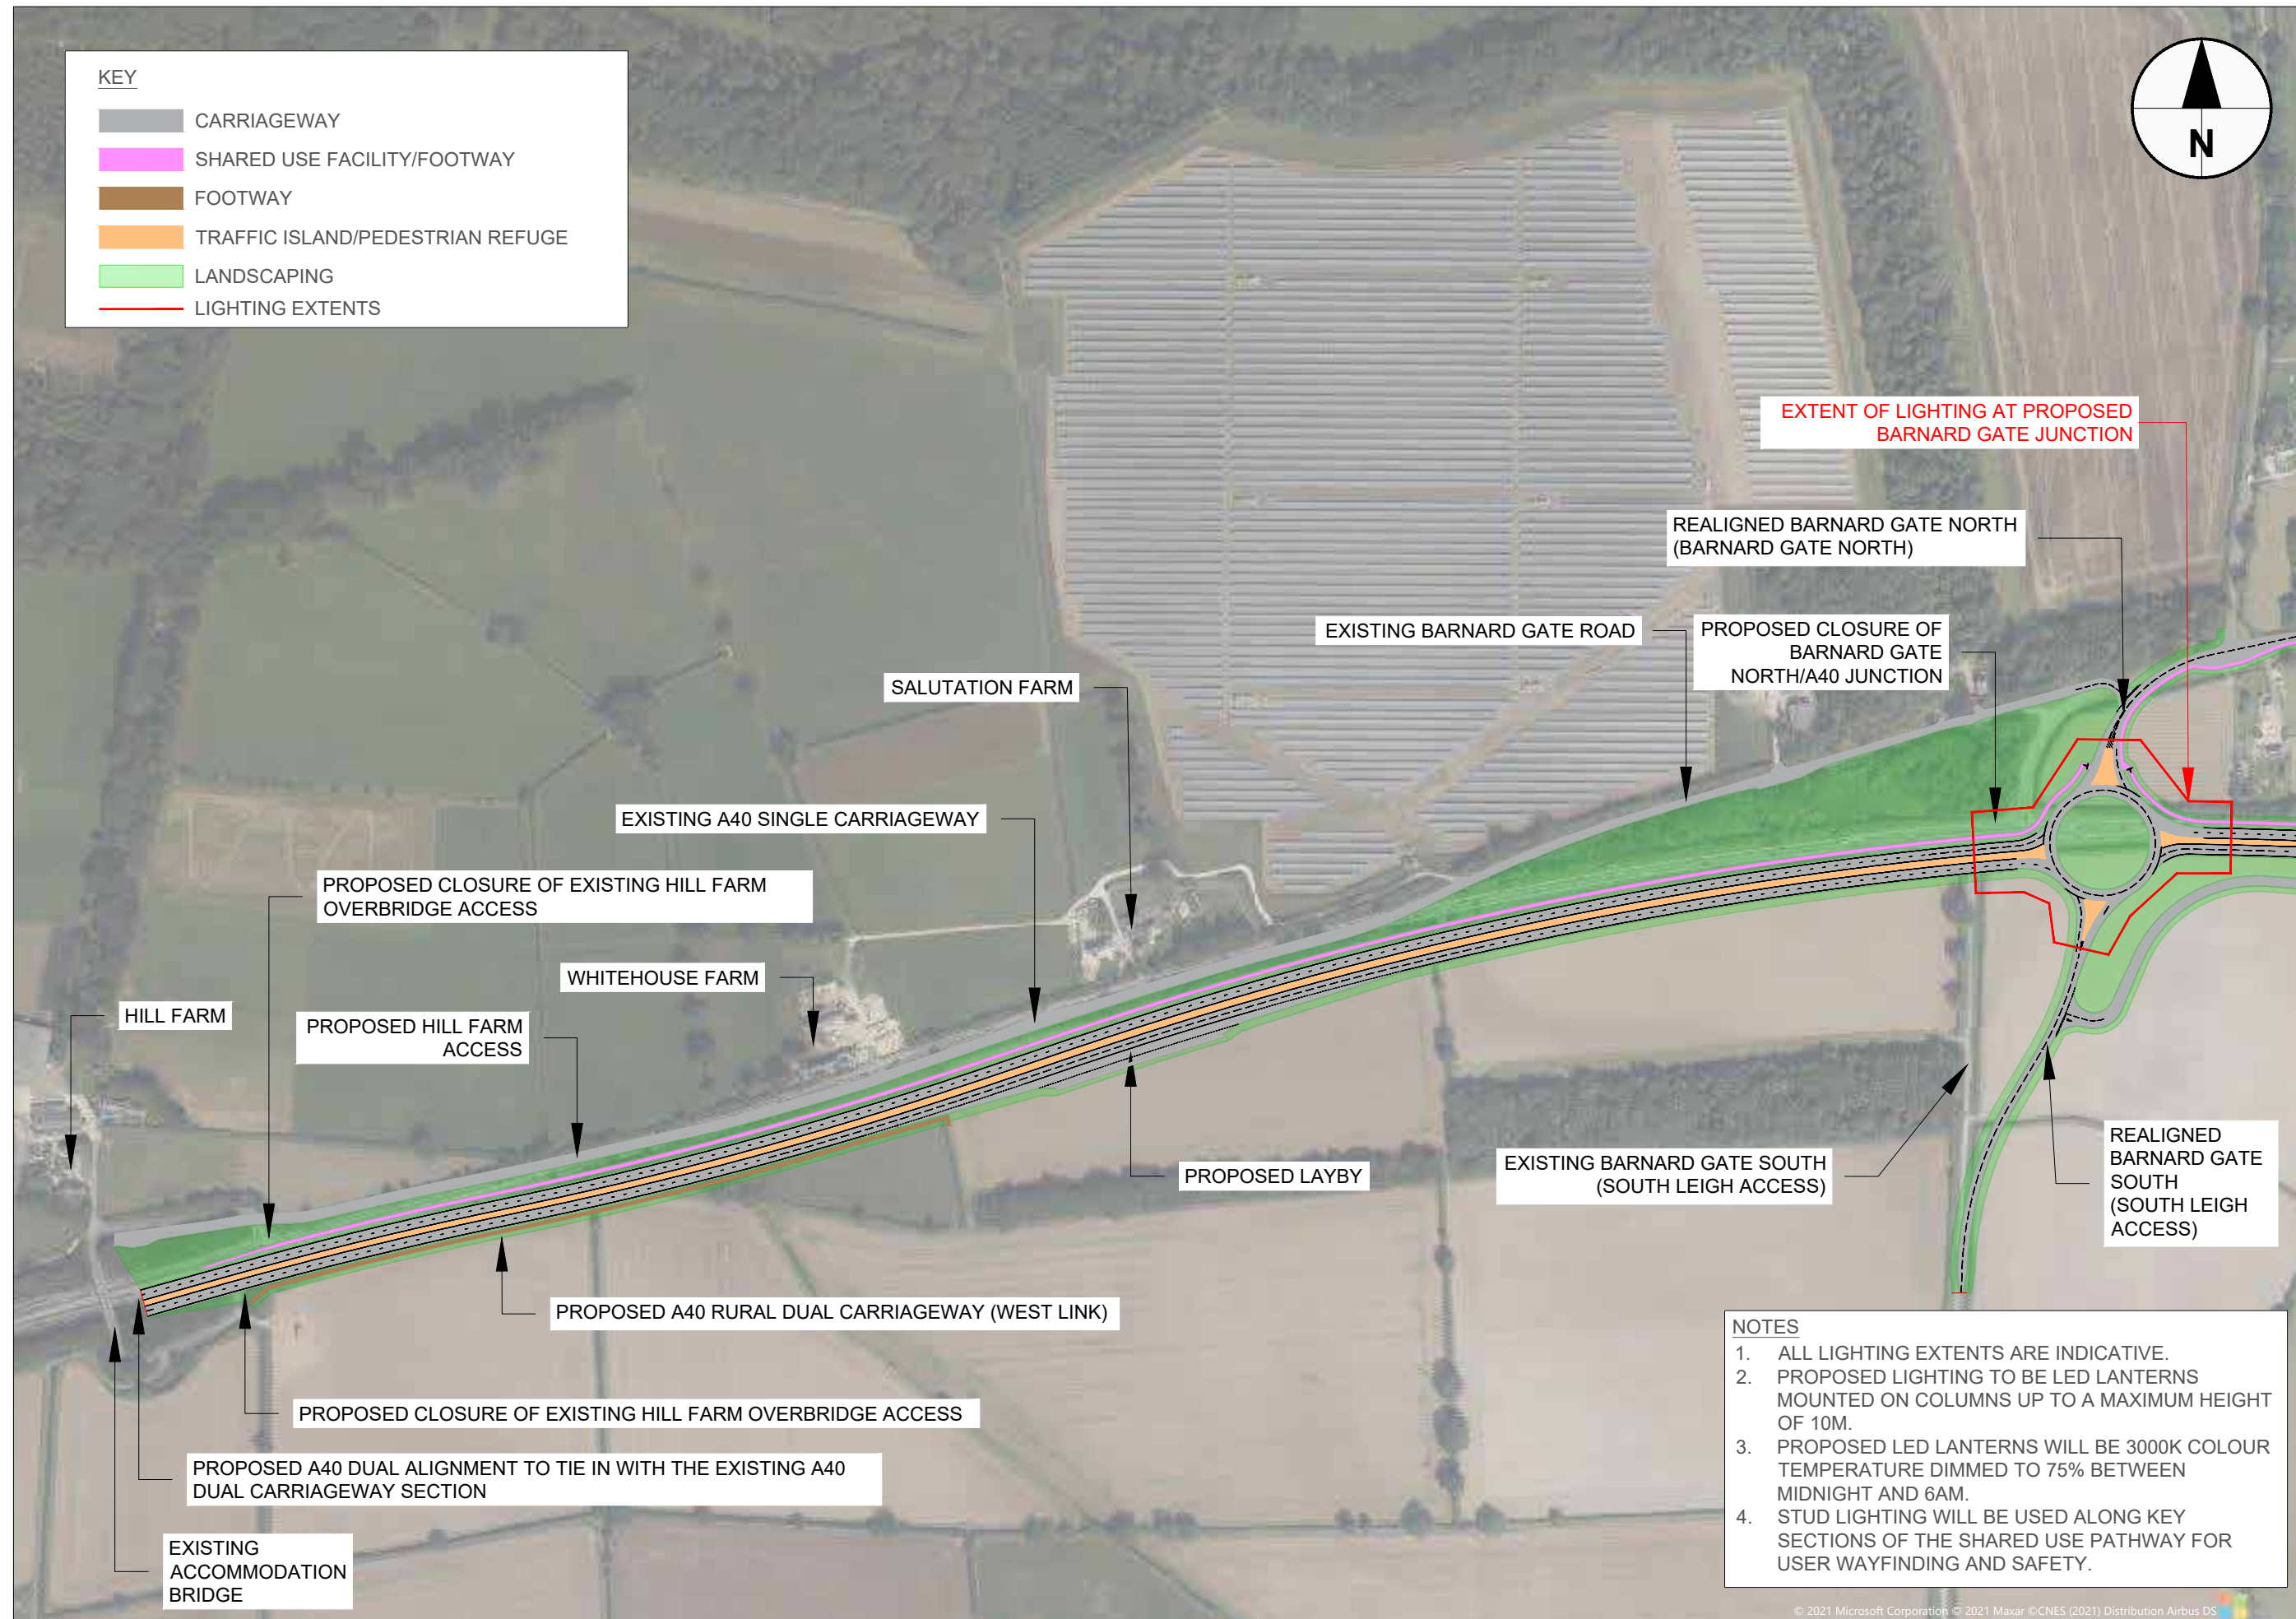 KEY
CARRIAGEWAY
SHARED USE FACILITY/FOOTWAY
FOOTWAY
TRAFFIC ISLAND/PEDESTRIAN REFUGE
LANDSCAPING
LIGHTING EXTENTS
N
EXTENT OF LIGHTING AT PROPOSED
BARNARD GATE JUNCTION
REALIGNED BARNARD GATE NORTH
(BARNARD GATE NORTH)
EXISTING BARNARD GATE ROAD
PROPOSED CLOSURE OF
BARNARD GATE
NORTH/A40 JUNCTION
SALUTATION FARM
EXISTING A40 SINGLE CARRIAGEWAY
PROPOSED CLOSURE OF EXISTING HILL FARM
OVERBRIDGE ACCESS
WHITEHOUSE FARM
HILL FARM
PROPOSED HILL FARM
ACCESS
PROPOSED LAYBY
EXISTING BARNARD GATE SOUTH
(SOUTH LEIGH ACCESS)
REALIGNED
BARNARD GATE
SOUTH
(SOUTH LEIGH
ACCESS)
PROPOSED A40 RURAL DUAL CARRIAGEWAY (WEST LINK)
PROPOSED CLOSURE OF EXISTING HILL FARM OVERBRIDGE ACCESS
PROPOSED A40 DUAL ALIGNMENT TO TIE IN WITH THE EXISTING A40
DUAL CARRIAGEWAY SECTION
EXISTING
ACCOMMODATION
BRIDGE
NOTES
1. ALL LIGHTING EXTENTS ARE INDICATIVE.
2. PROPOSED LIGHTING TO BE LED LANTERNS
MOUNTED ON COLUMNS UP TO A MAXIMUM HEIGHT
OF 10M.
3. PROPOSED LED LANTERNS WILL BE 3000K COLOUR
TEMPERATURE DIMMED TO 75% BETWEEN
MIDNIGHT AND 6AM.
4. STUD LIGHTING WILL BE USED ALONG KEY
SECTIONS OF THE SHARED USE PATHWAY FOR
USER WAYFINDING AND SAFETY.
© 2021 Microsoft Corporation © 2021 Maxar ©CNES (2021) Distribution Airbus DS